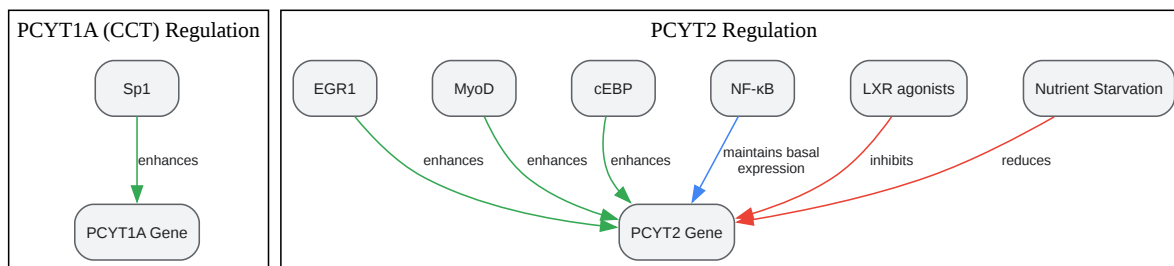 PCYT1A (CCT) Regulation
PCYT2 Regulation
Sp1
EGR1
MyoD
cEBP
NF-κB
LXR agonists
Nutrient Starvation
enhances
enhances
enhances
enhances
maintains basal
expression
inhibits
reduces
PCYT1A Gene
PCYT2 Gene